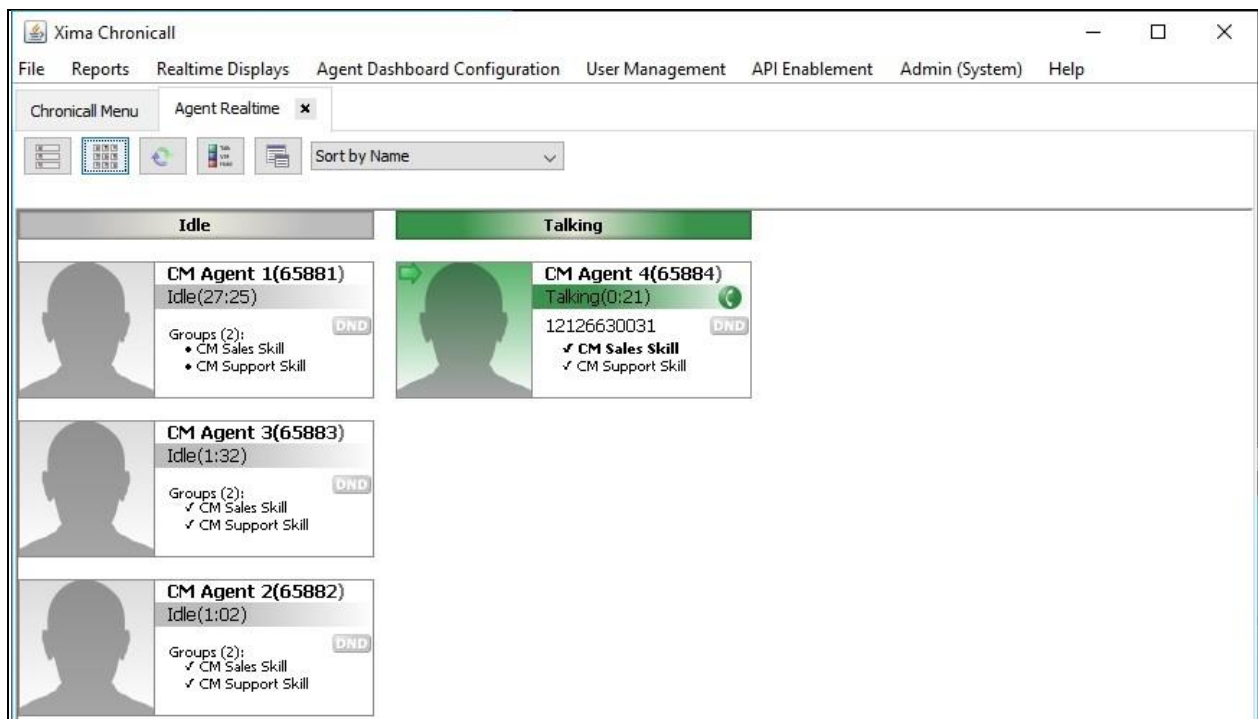 Xima Chronicall
File Reports Realtime Displays Agent Dashboard Configuration User Management API Enablement Admin (System) Help
Chronicall Menu Agent Realtime
Sort by Name
Idle
Talking
CM Agent 1(65881)
Idle(27:25)
DND
Groups (2):
• CM Sales Skill
• CM Support Skill
CM Agent 4(65884)
Talking(0:21)
12126630031 DND
✓ CM Sales Skill
✓ CM Support Skill
CM Agent 3(65883)
Idle(1:32)
DND
Groups (2):
✓ CM Sales Skill
✓ CM Support Skill
CM Agent 2(65882)
Idle(1:02)
DND
Groups (2):
✓ CM Sales Skill
✓ CM Support Skill